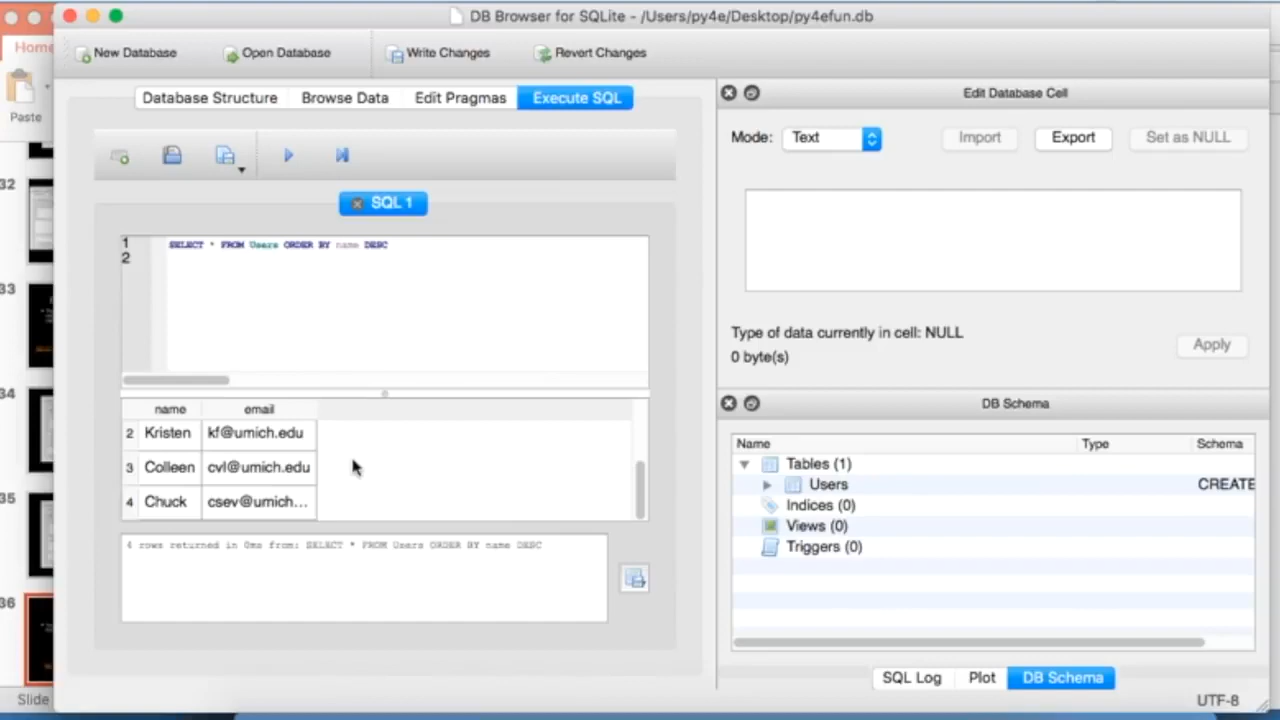 DB Browser for SQLite - /Users/py4e/Desktop/py4efun.db
Home
New Database Open Database Write Changes Revert Changes
Paste
Database Structure Browse Data Edit Pragmas Execute SQL
Edit Database Cell
Mode: Text Import Export Set as NULL
SQL 1
1 SELECT * FROM Users ORDER BY name DESC
2
Type of data currently in cell: NULL
0 byte(s)
Apply
name email
2 Kristen kf@umich.edu
3 Colleen cvl@umich.edu
4 Chuck csev@umich...
4 rows returned in 0ms from: SELECT * FROM Users ORDER BY name DESC
DB Schema
Name Type Schema
Tables (1)
Users CREATE
Indices (0)
Views (0)
Triggers (0)
SQL Log Plot DB Schema
UTF-8
32
33
34
35
36
Slide